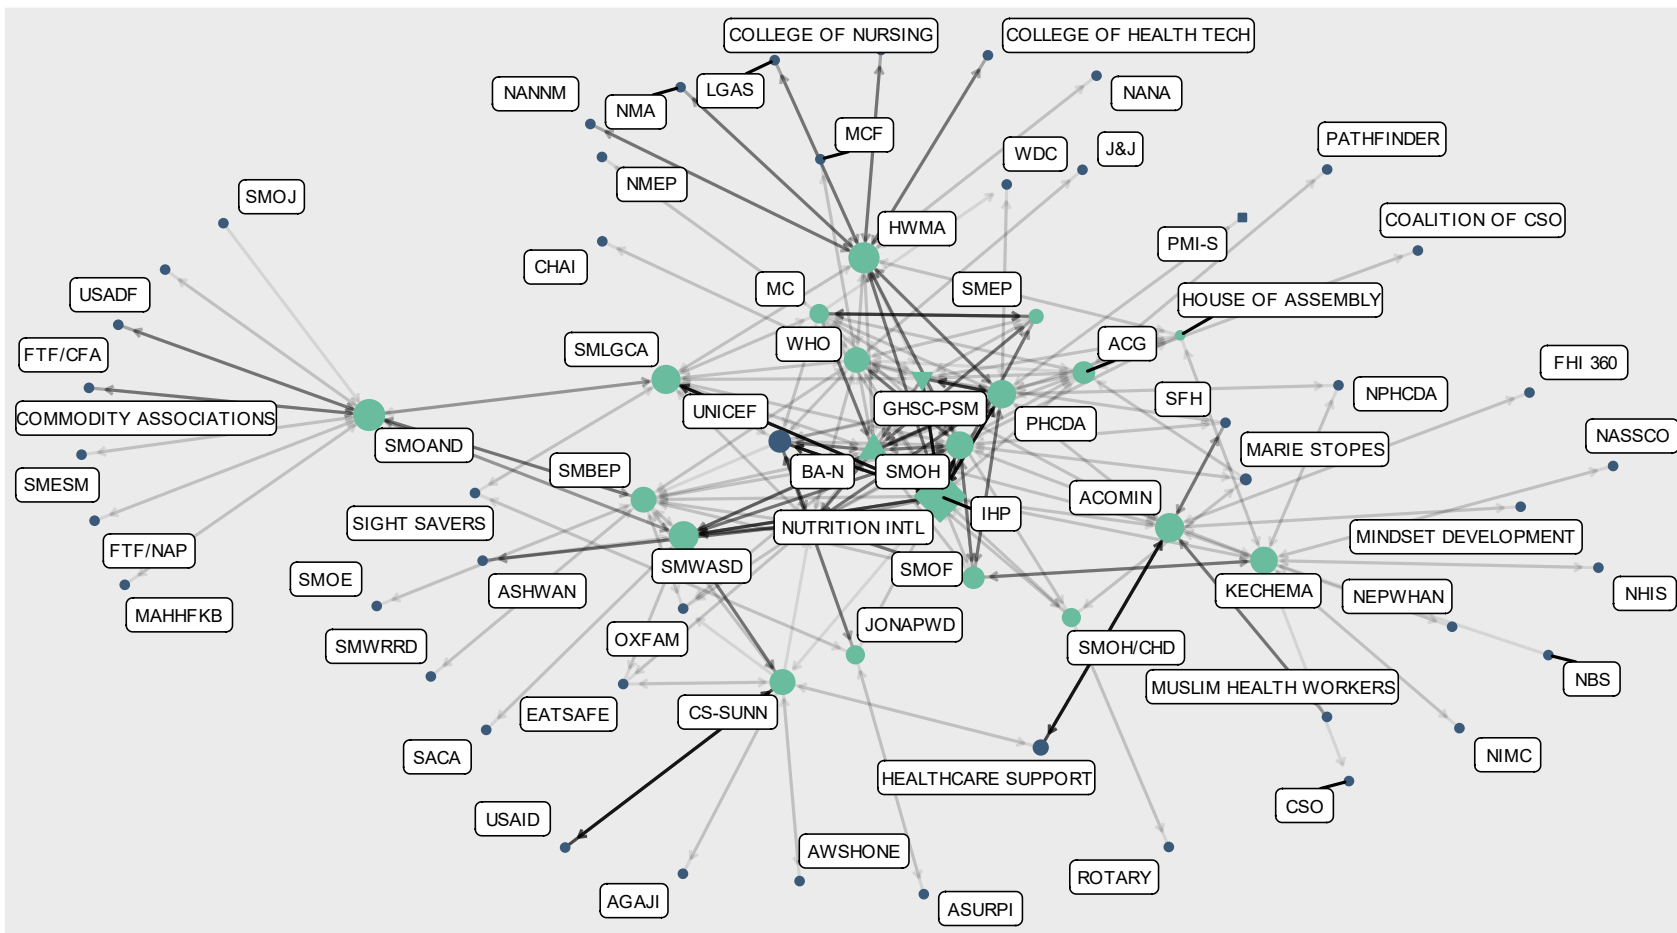 COLLEGE OF NURSING
COLLEGE OF HEALTH TECH
NANNM
NMA
LGAS
NANA
MCF
WDC
J&J
PATHFINDER
NMEP
SMOJ
HWMA
PMI-S
COALITION OF CSO
CHAI
MC
SMEP
HOUSE OF ASSEMBLY
USADF
FTF/CFA
SMLGCA
WHO
ACG
FHI 360
COMMODITY ASSOCIATIONS
SMOAND
UNICEF
GHSC-PSM
PHCDA
SFH
NPHCDA
NASSCO
SMESM
SMBEP
BA-N
SMOH
MARIE STOPES
SIGHT SAVERS
NUTRITION INTL
IHP
ACOMIN
MINDSET DEVELOPMENT
FTF/NAP
SMOE
ASHWAN
SMWASD
SMOF
KECHEMA
NEPWHAN
NHIS
MAHHFKB
SMWRRD
OXFAM
JONAPWD
SMOH/CHD
MUSLIM HEALTH WORKERS
NBS
EATSAFE
CS-SUNN
SACA
HEALTHCARE SUPPORT
NIMC
USAID
CSO
AWSHONE
AGAJI
ASURPI
ROTARY